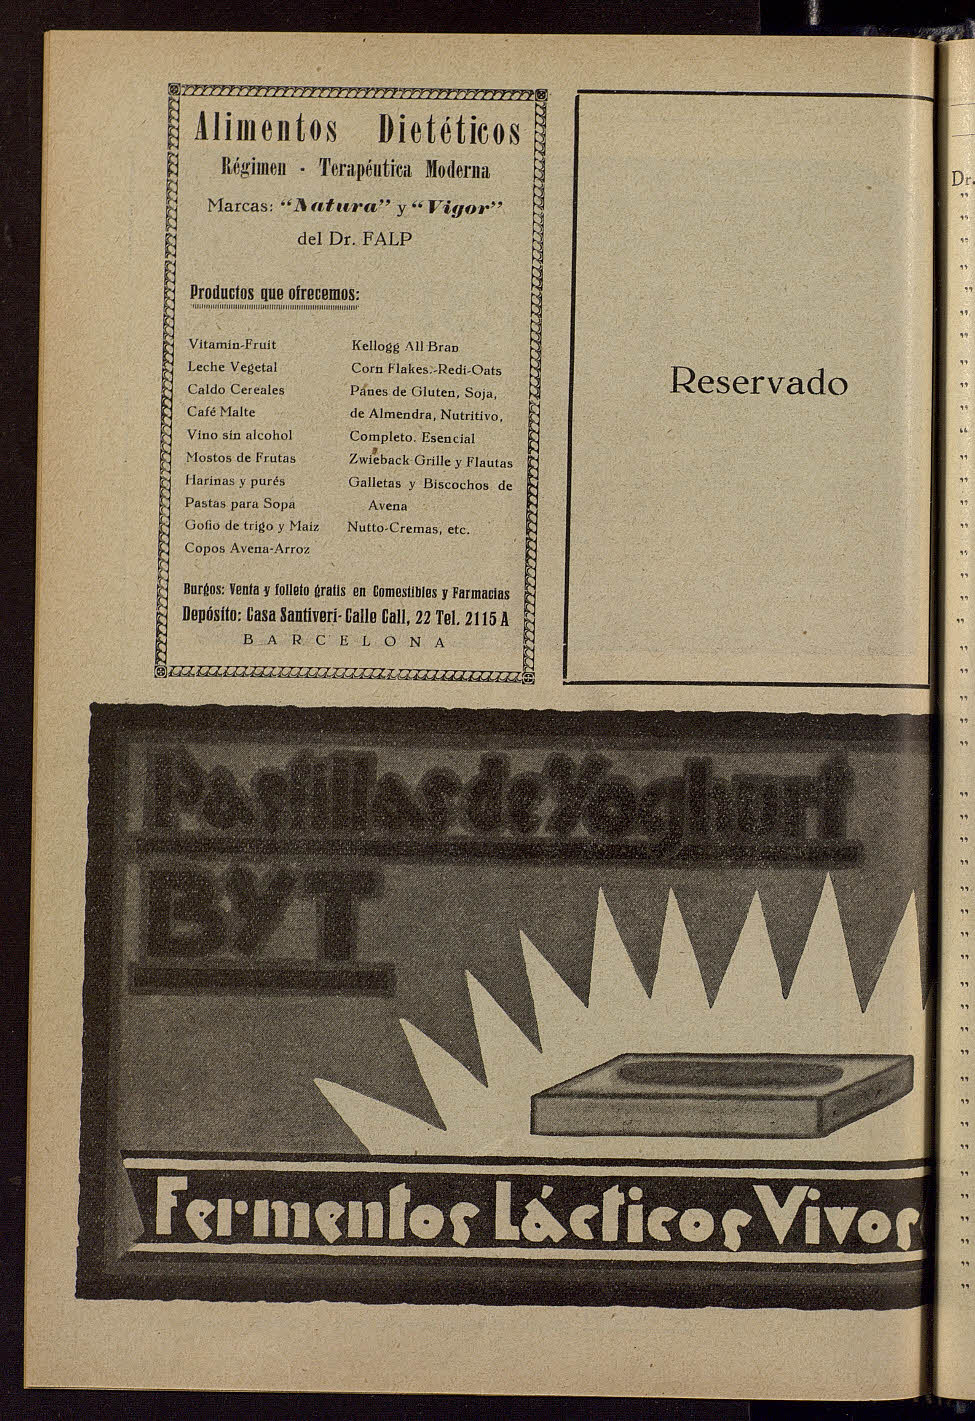 Alimentos Dietéticos
Régimen - Terapéutica Moderna
Marcas: "Natura" y "Vigor"
del Dr. FALP
Productos que ofrecemos:
Vitamin-Fruit
Leche Vegetal
Caldo Cereales
Café Malte
Vino sin alcohol
Mostos de Frutas
Harinas y purés
Pastas para Sopa
Gofio de trigo y Maiz
Copos Avena-Arroz
Kellogg All Bran
Corn Flakes.-Redi-Oats
Panes de Gluten, Soja,
de Almendra, Nutritivo,
Completo, Esencial
Zwieback Grille y Flautas
Galletas y Biscochos de
Avena
Nutto-Cremas, etc.
Burgos: Venta y folleto gratis en Comestibles y Farmacias
Depósito: Casa Santiveri-Calle Call, 22 Tel. 2115 A
BARCELONA
Reservado
Pastillas de Yoghurt
BYT
Fermentos Lácticos Vivos
Dr.